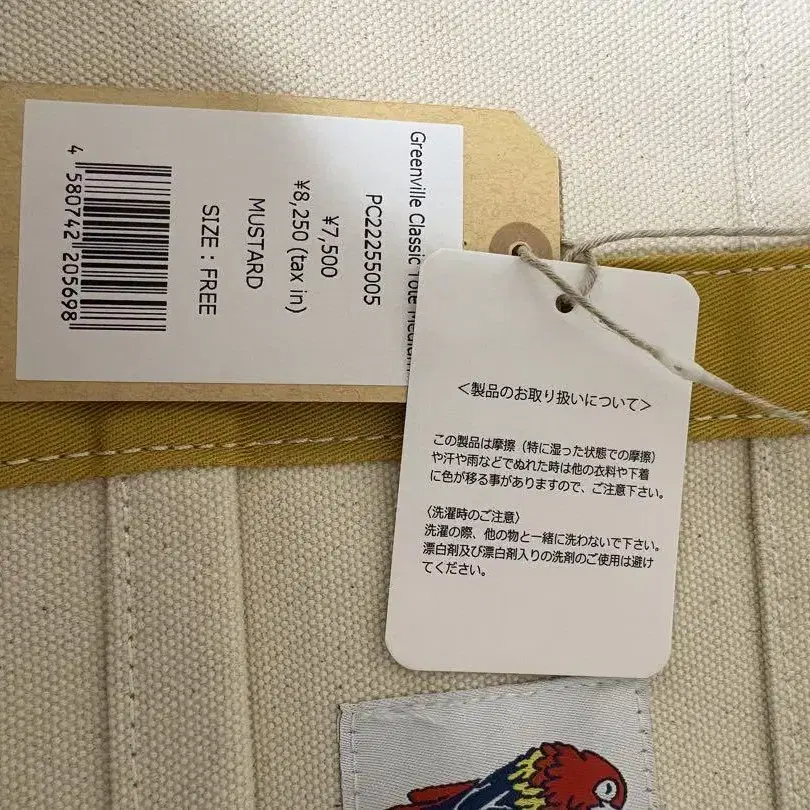 Greenville Classic Tote Medium
PC22255005
¥7,500
¥8,250 (tax in)
MUSTARD
SIZE : FREE
4 580742 205698
<製品のお取り扱いについて>
この製品は摩擦（特に湿った状態での摩擦）
や汗や雨などでぬれた時は他の衣料や下着
に色が移る事がありますので、ご注意下さい。
〈洗濯時のご注意〉
洗濯の際、他の物と一緒に洗わないで下さい。
漂白剤及び漂白剤入りの洗剤のご使用は避け
てください。